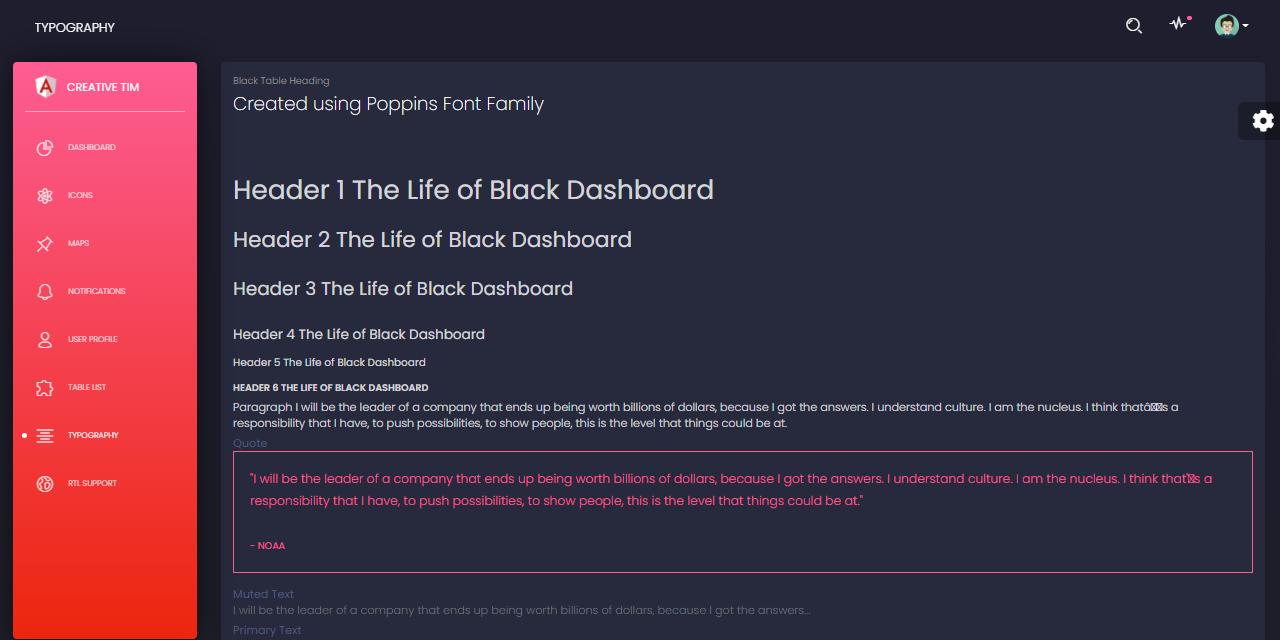 TYPOGRAPHY
CREATIVE TIM
DASHBOARD
ICONS
MAPS
NOTIFICATIONS
USER PROFILE
TABLE LIST
TYPOGRAPHY
RTL SUPPORT
Black Table Heading
Created using Poppins Font Family
Header 1 The Life of Black Dashboard
Header 2 The Life of Black Dashboard
Header 3 The Life of Black Dashboard
Header 4 The Life of Black Dashboard
Header 5 The Life of Black Dashboard
HEADER 6 THE LIFE OF BLACK DASHBOARD
Paragraph I will be the leader of a company that ends up being worth billions of dollars, because I got the answers. I understand culture. I am the nucleus. I think a
responsibility that I have, to push possibilities, to show people, this is the level that things could be at.
Quote
"I will be the leader of a company that ends up being worth billions of dollars, because I got the answers. I understand culture. I am the nucleus. I think a
responsibility that I have, to push possibilities, to show people, this is the level that things could be at."
- NOAA
Muted Text
I will be the leader of a company that ends up being worth billions of dollars, because I got the answers...
Primary Text